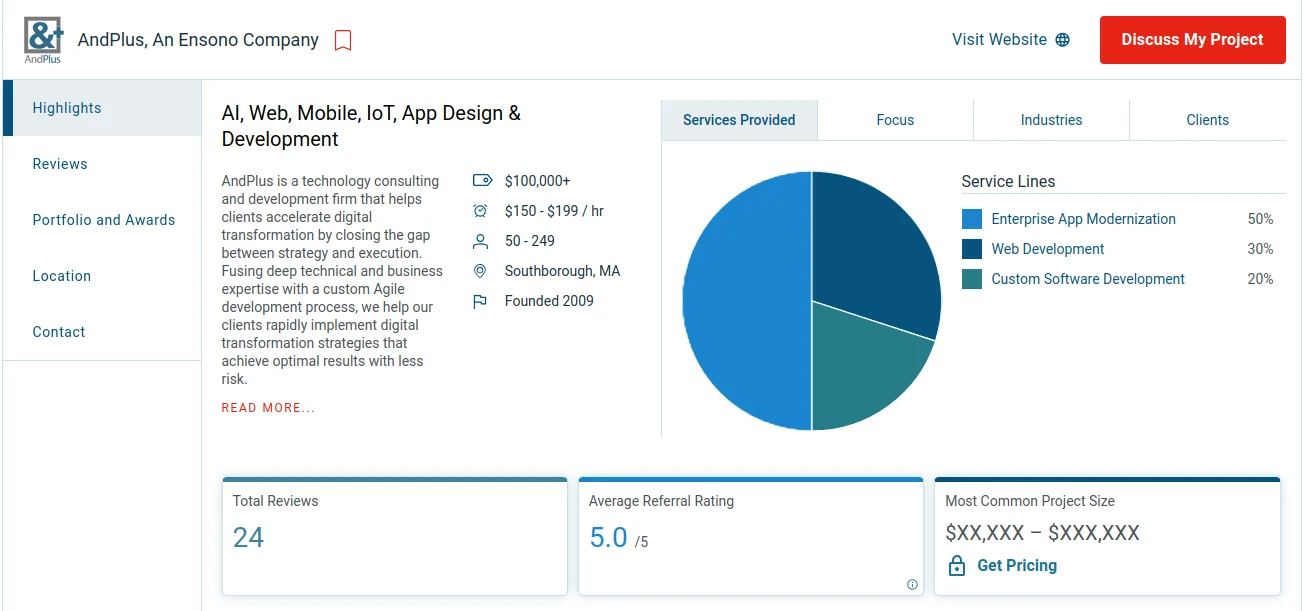 &+
AndPlus
AndPlus, An Ensono Company
Visit Website
Discuss My Project
Highlights
Reviews
Portfolio and Awards
Location
Contact
AI, Web, Mobile, IoT, App Design &
Development
AndPlus is a technology consulting
and development firm that helps
clients accelerate digital
transformation by closing the gap
between strategy and execution.
Fusing deep technical and business
expertise with a custom Agile
development process, we help our
clients rapidly implement digital
transformation strategies that
achieve optimal results with less
risk.
READ MORE...
$100,000+
$150 - $199 / hr
50 - 249
Southborough, MA
Founded 2009
Services Provided
Focus
Industries
Clients
Service Lines
Enterprise App Modernization 50%
Web Development 30%
Custom Software Development 20%
Total Reviews
24
Average Referral Rating
5.0 /5
Most Common Project Size
$XX,XXX – $XXX,XXX
Get Pricing